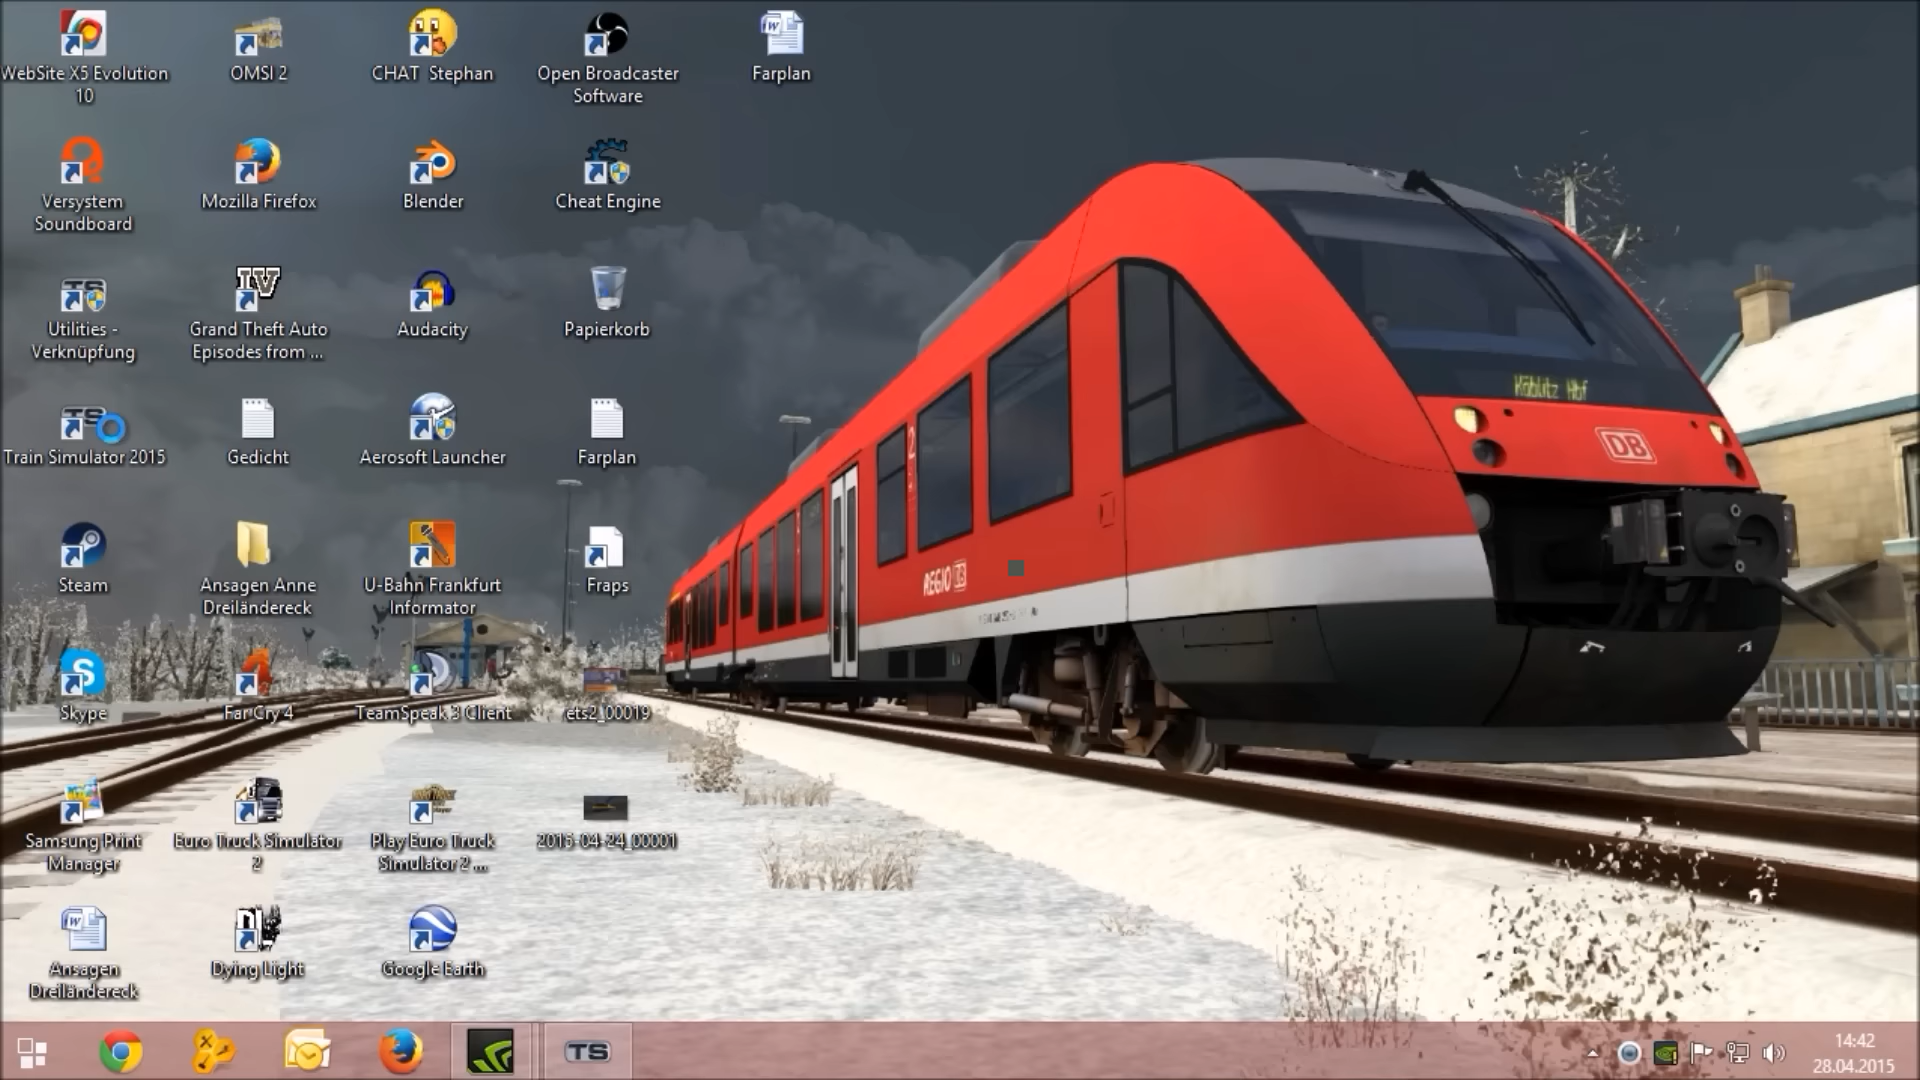 WebSite X5 Evolution
10
OMSI 2
CHAT Stephan
Open Broadcaster
Software
Farplan
Versystem
Soundboard
Mozilla Firefox
Blender
Cheat Engine
Utilities -
Verknüpfung
IV
Grand Theft Auto
Episodes from ...
Audacity
Papierkorb
TS
Train Simulator 2015
Gedicht
Aerosoft Launcher
Farplan
Steam
Ansagen Anne
Dreiländereck
U-Bahn Frankfurt
Informator
Fraps
Skype
Far Cry 4
TeamSpeak 3 Client
ets2_00019
Samsung Print
Manager
Euro Truck Simulator
2
Play Euro Truck
Simulator 2 ...
2015-04-24_00001
Ansagen
Dreiländereck
Dying Light
Google Earth
Köblitz Hbf
DB
2
REGIO DB
TS
14:42
28.04.2015